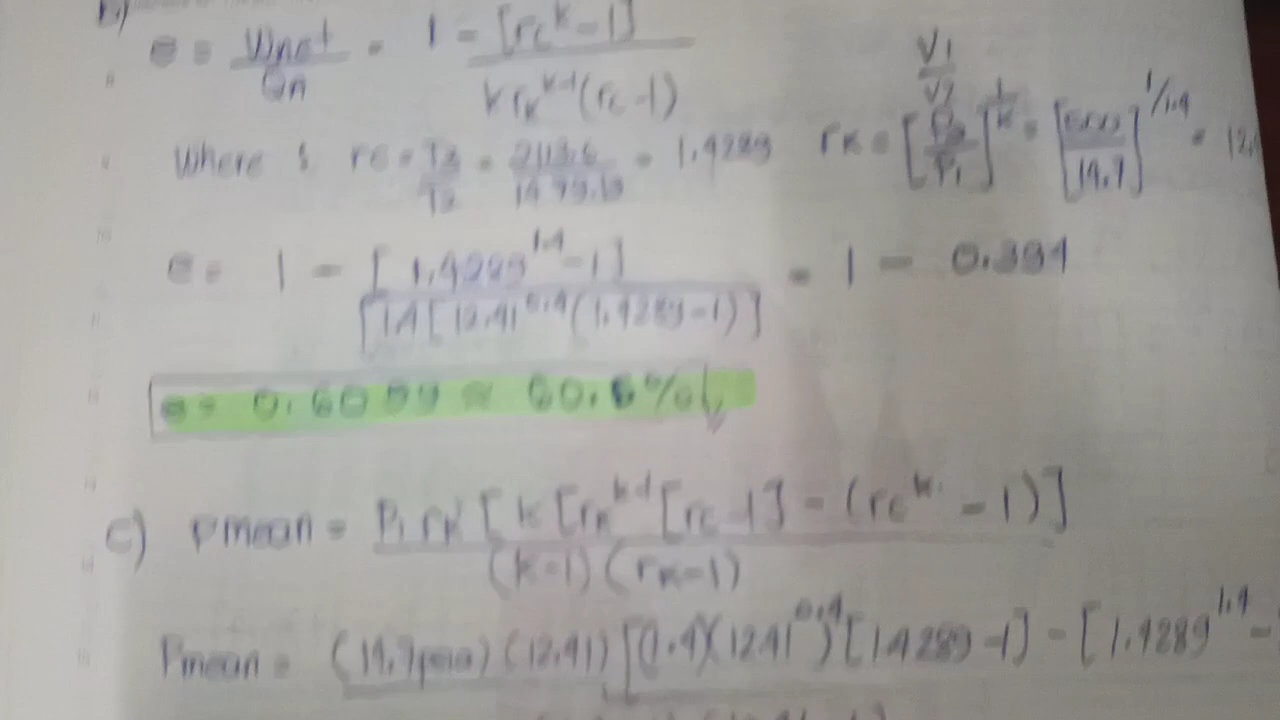 b)
e = Wnet / Qn = 1 - [rc^k - 1] / k rk^k-1 (rc - 1)
Where : rc = T3 / T2 = 2113.6 / 1479.13 = 1.4289 V1 / V2 rk = [P2 / P1]^1/k = [500 / 14.7]^1/1.4 = 12.
e = 1 - [1.4289^1.4 - 1] / [1.4 [12.41^0.4 (1.4289 - 1)] = 1 - 0.394
e = 0.6059 ≈ 60.6%
c) Pmean = P1 rk [k [rk^k-1 [rc - 1] - (rc^k - 1)] / (k - 1) (rk - 1)
Pmean = (14.7psia) (12.41) [(1.4)(12.41^0.4) [1.4289 - 1] - [1.4289^1.4 -